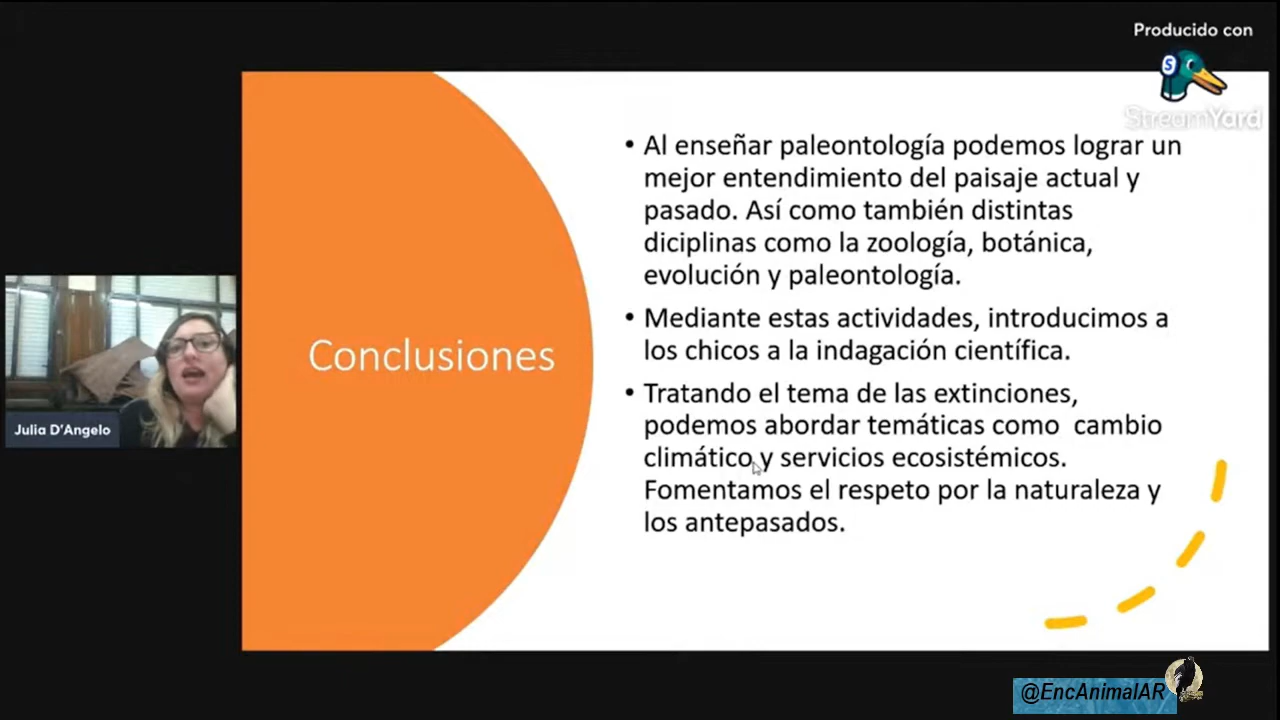 Producido con
StreamYard
• Al enseñar paleontología podemos lograr un
mejor entendimiento del paisaje actual y
pasado. Así como también distintas
diciplinas como la zoología, botánica,
evolución y paleontología.
• Mediante estas actividades, introducimos a
los chicos a la indagación científica.
• Tratando el tema de las extinciones,
podemos abordar temáticas como  cambio
climático y servicios ecosistémicos.
Fomentamos el respeto por la naturaleza y
los antepasados.
Conclusiones
Julia D'Angelo
@EncAnimalAR